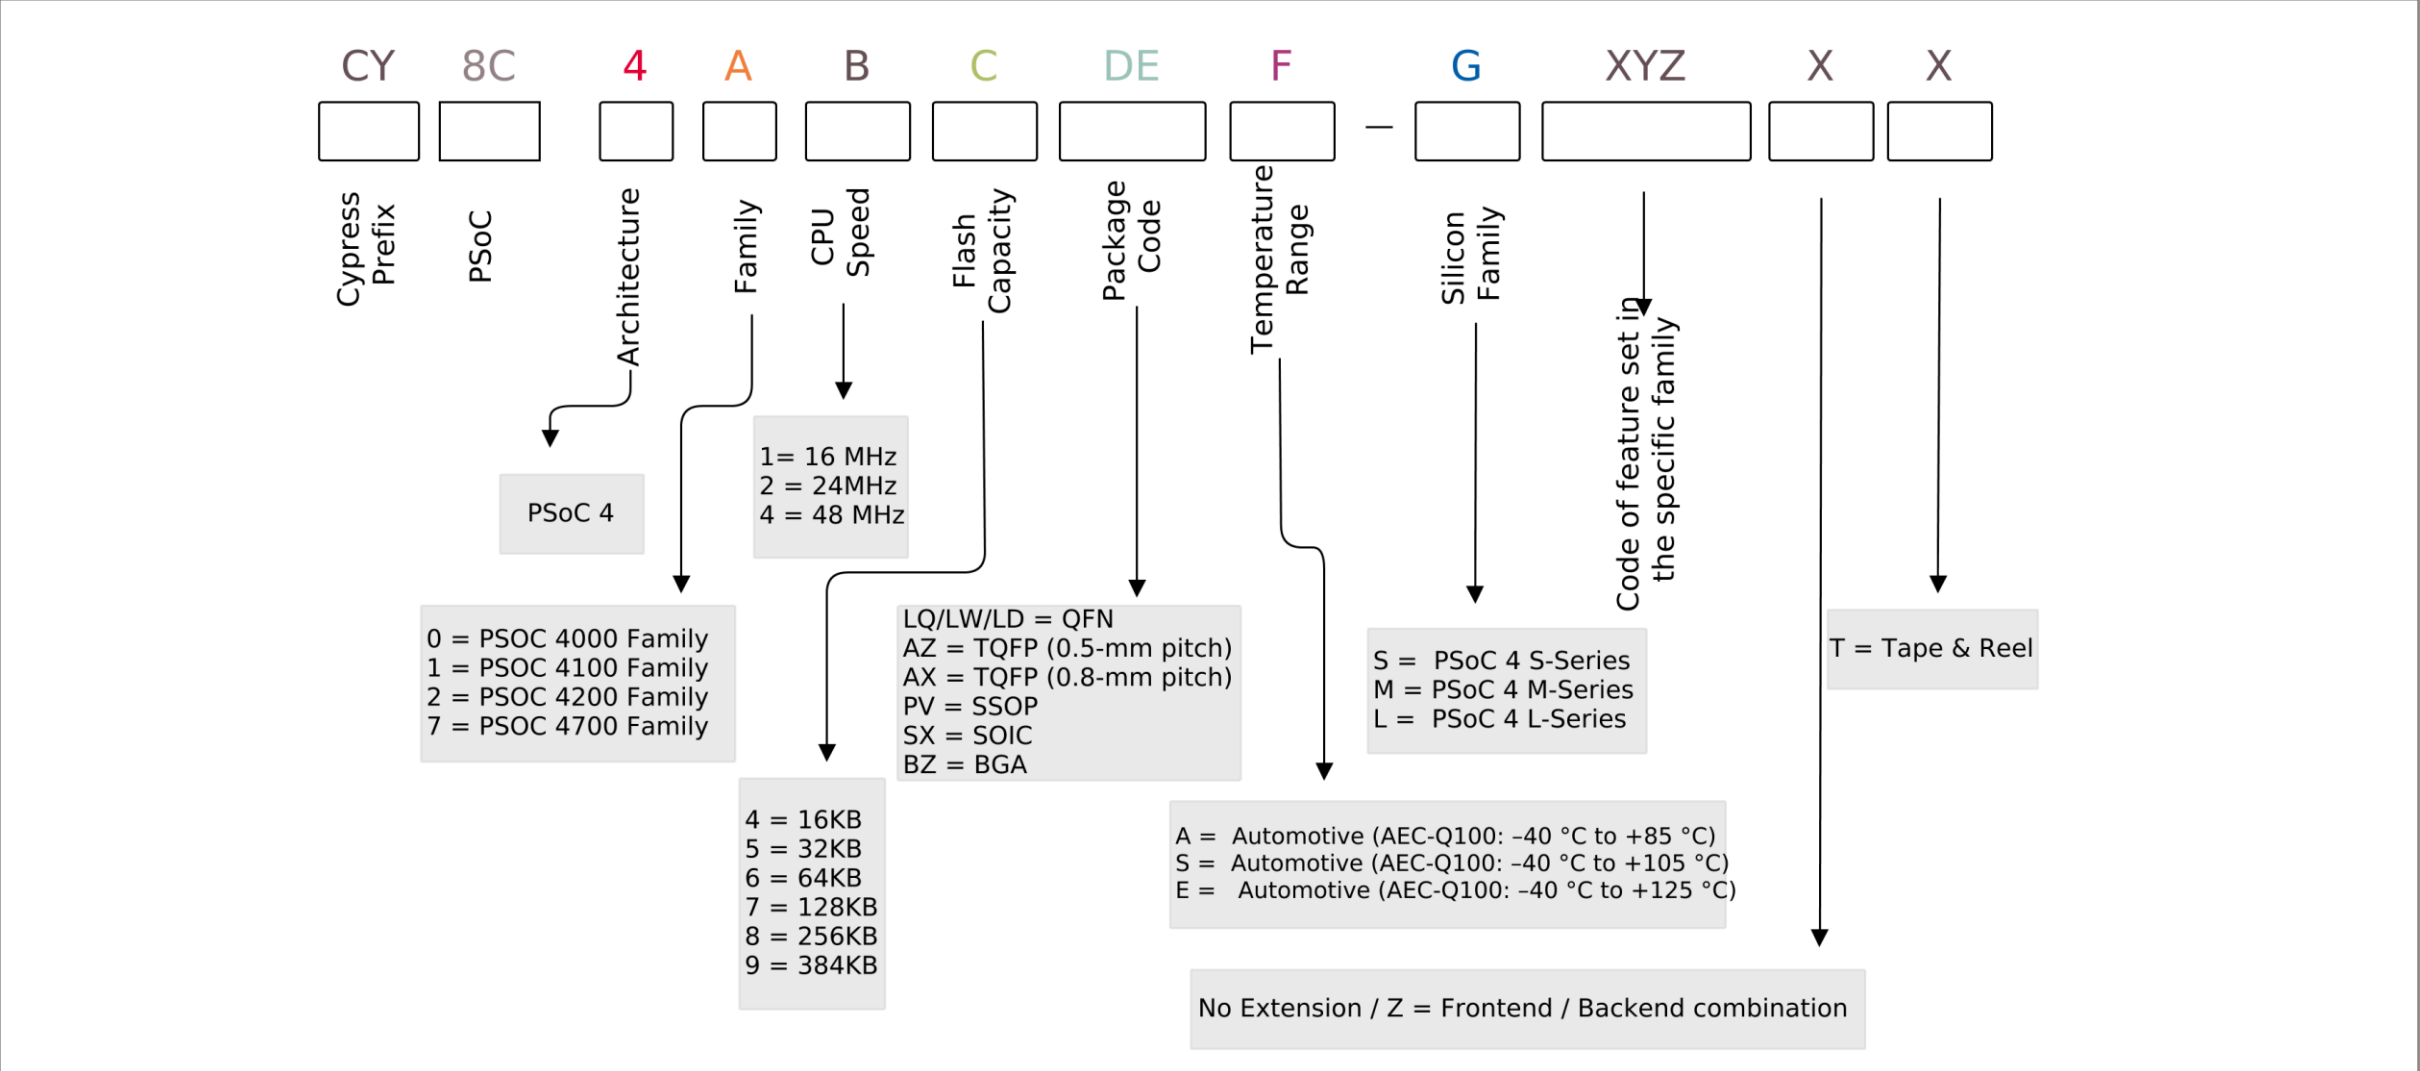 CY 8C 4 A B C DE F G XYZ X X
—
Cypress
Prefix
PSoC
Architecture
Family
CPU
Speed
Flash
Capacity
Package
Code
Temperature
Range
Silicon
Family
Code of feature set in
the specific family
PSoC 4
0 = PSOC 4000 Family
1 = PSOC 4100 Family
2 = PSOC 4200 Family
7 = PSOC 4700 Family
1= 16 MHz
2 = 24MHz
4 = 48 MHz
4 = 16KB
5 = 32KB
6 = 64KB
7 = 128KB
8 = 256KB
9 = 384KB
LQ/LW/LD = QFN
AZ = TQFP (0.5-mm pitch)
AX = TQFP (0.8-mm pitch)
PV = SSOP
SX = SOIC
BZ = BGA
A = Automotive (AEC-Q100: –40 °C to +85 °C)
S = Automotive (AEC-Q100: –40 °C to +105 °C)
E = Automotive (AEC-Q100: –40 °C to +125 °C)
S = PSoC 4 S-Series
M = PSoC 4 M-Series
L = PSoC 4 L-Series
No Extension / Z = Frontend / Backend combination
T = Tape & Reel